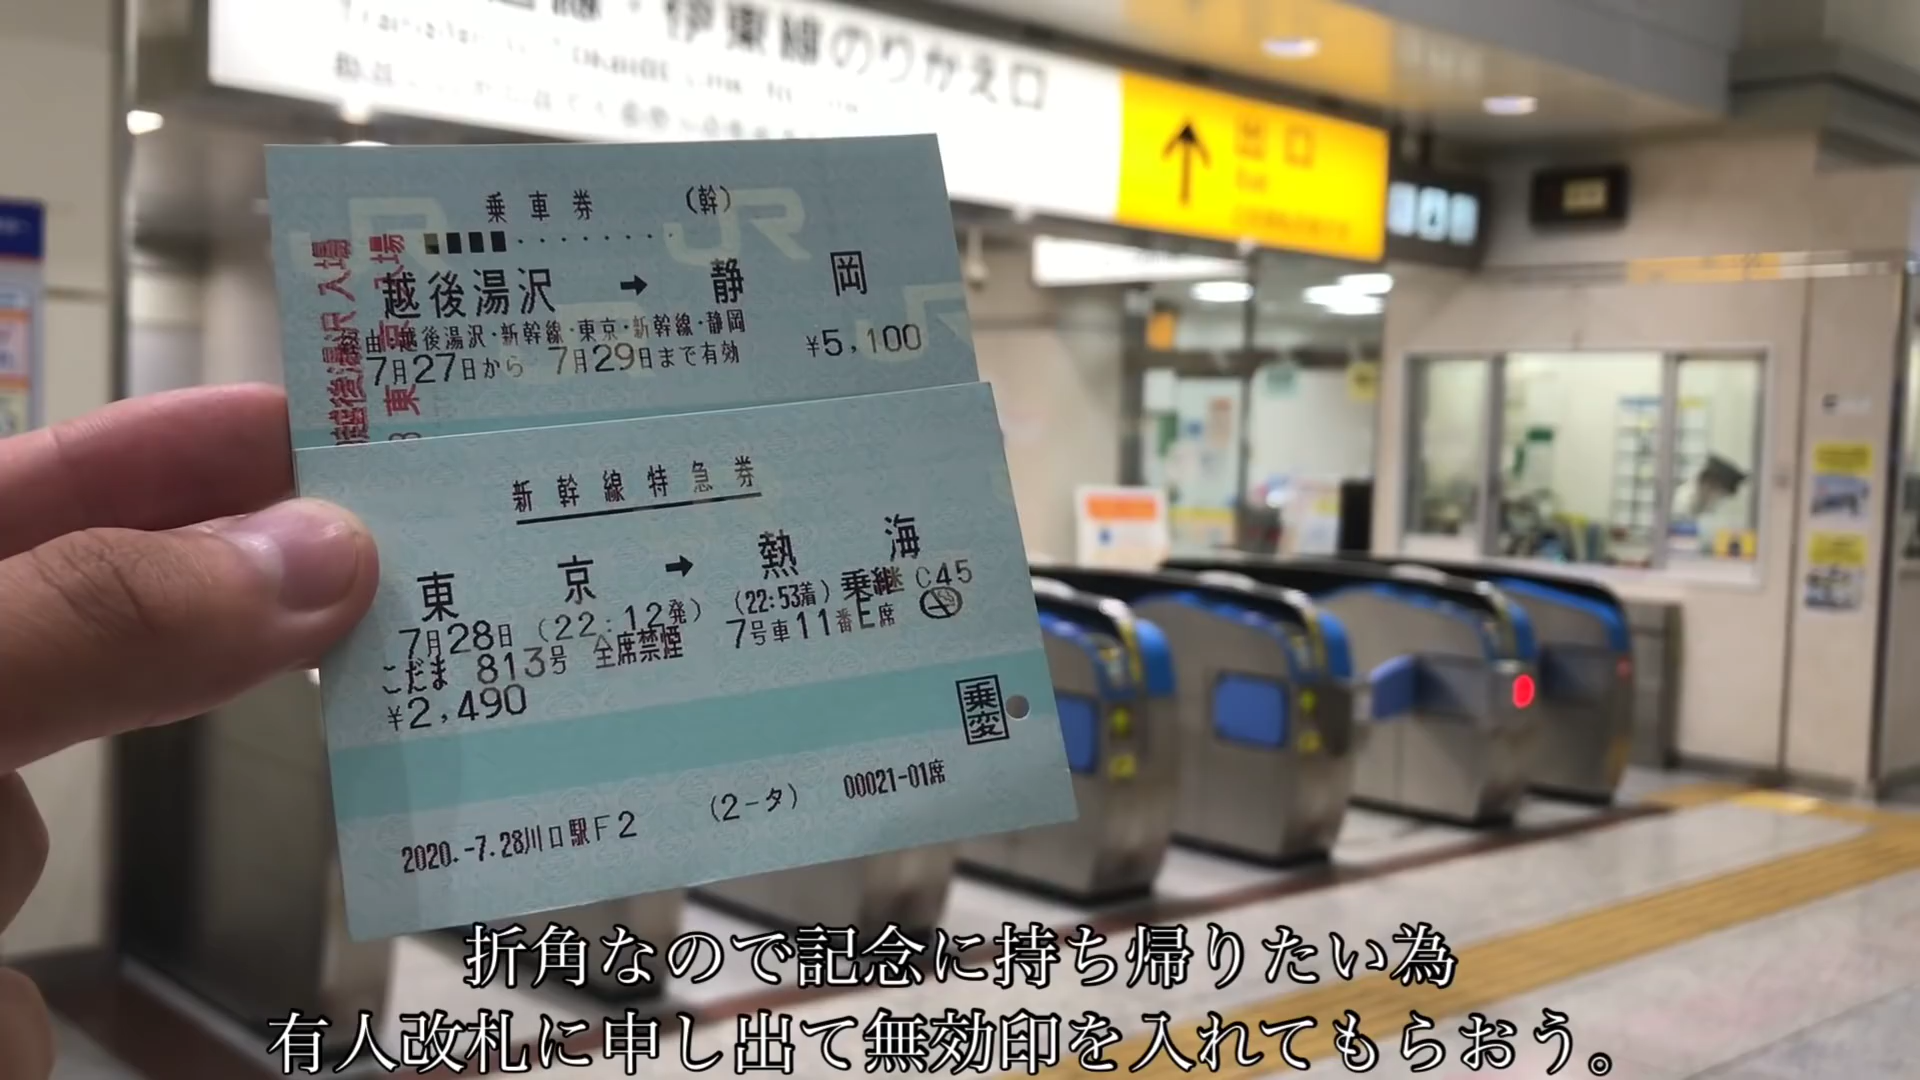 伊東線のりかえ口
出口
乗車券 (幹)
越後湯沢 → 静岡
経由:越後湯沢・新幹線・東京・新幹線・静岡
7月27日から 7月29日まで有効 ¥5,100
越後湯沢 入場
東京 入場
新幹線特急券
東京 → 熱海
7月28日 (22:12発) (22:53着) 乗継 C45
こだま 813号 全席禁煙 7号車11番E席
¥2,490
乗変
2020.-7.28川口駅F2 (2-タ) 00021-01席
折角なので記念に持ち帰りたい為
有人改札に申し出て無効印を入れてもらおう。